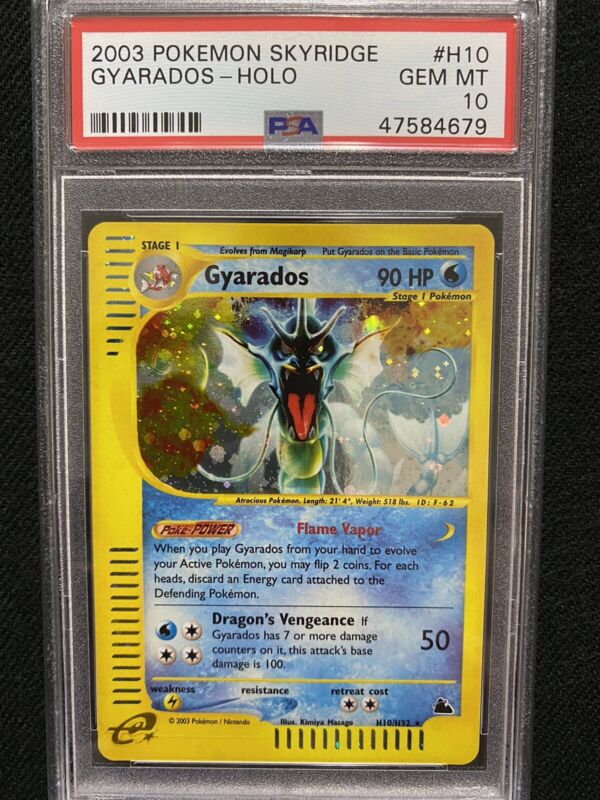 2003 POKEMON SKYRIDGE #H10
GYARADOS - HOLO GEM MT
10
PSA 47584679
STAGE 1 Evolves from Magikarp Put Gyarados on the Basic Pokémon
Gyarados 90 HP
Stage 1 Pokémon
Atrocious Pokémon. Length: 21' 4", Weight: 518 lbs. ID: F-62
Poké-POWER Flame Vapor
When you play Gyarados from your hand to evolve
your Active Pokémon, you may flip 2 coins. For each
heads, discard an Energy card attached to the
Defending Pokémon.
Dragon's Vengeance If
Gyarados has 7 or more damage
counters on it, this attack's base
damage is 100.
50
weakness resistance retreat cost
© 2003 Pokémon / Nintendo Illus. Kimiya Masago H10/H32 ★
e